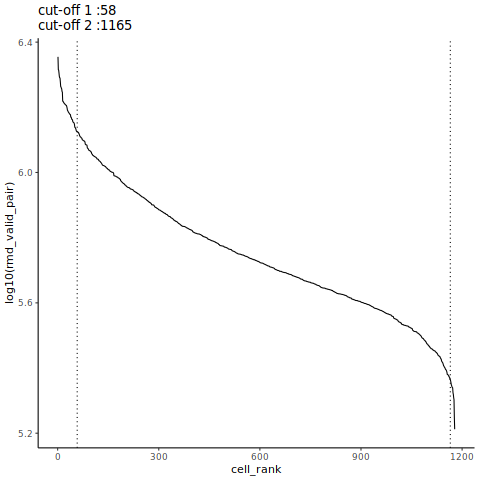 cut-off 1 :58
cut-off 2 :1165
6.4
6.0
5.6
5.2
log10(rmd_valid_pair)
0
300
600
900
1200
cell_rank